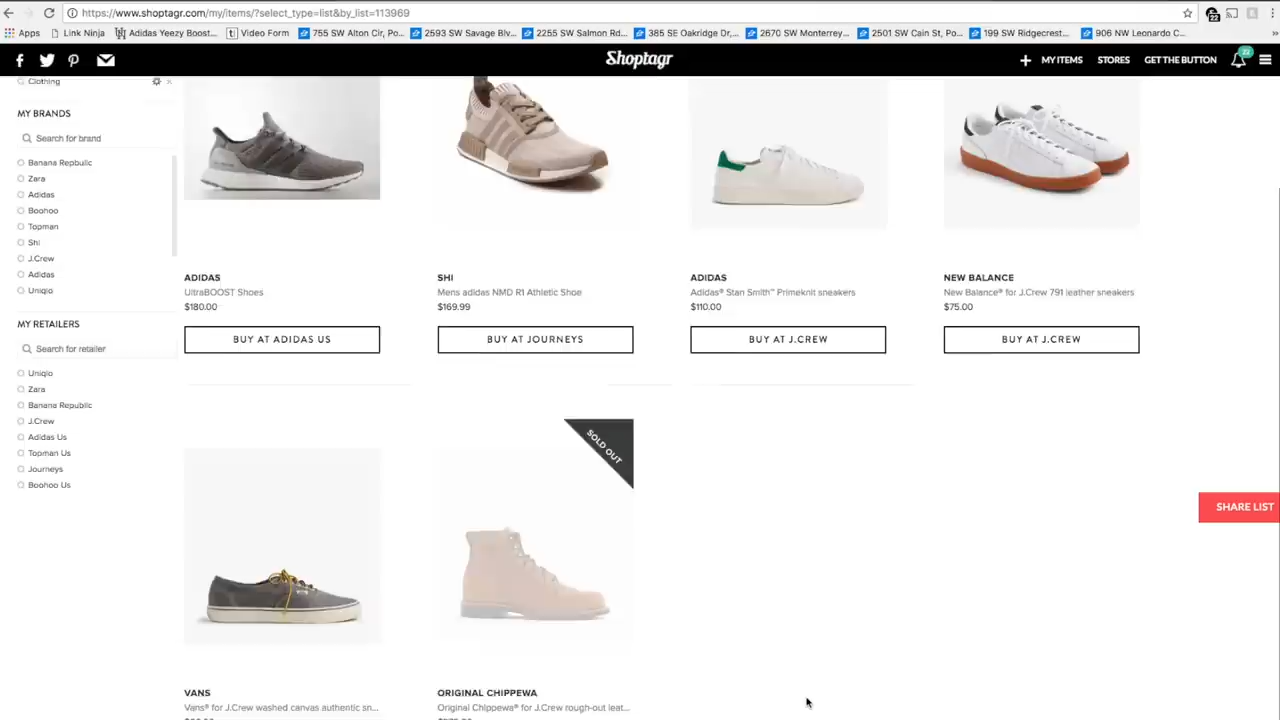 https://www.shoptagr.com/my/items/?select_type=list&by_list=113969
22
Apps
Link Ninja
Adidas Yeezy Boost...
Video Form
755 SW Alton Cir, Po...
2593 SW Savage Blv...
2255 SW Salmon Rd...
385 SE Oakridge Dr,...
2670 SW Monterrey...
2501 SW Cain St, Po...
199 SW Ridgecrest...
906 NW Leonardo C...
Shoptagr
MY ITEMS
STORES
GET THE BUTTON
Clothing
MY BRANDS
Search for brand
Banana Repbulic
Zara
Adidas
Boohoo
Topman
Shi
J.Crew
Adidas
Uniqlo
MY RETAILERS
Search for retailer
Uniqlo
Zara
Banana Republic
J.Crew
Adidas Us
Topman Us
Journeys
Boohoo Us
ADIDAS
UltraBOOST Shoes
$180.00
BUY AT ADIDAS US
SHI
Mens adidas NMD R1 Athletic Shoe
$169.99
BUY AT JOURNEYS
ADIDAS
Adidas® Stan Smith™ Primeknit sneakers
$110.00
BUY AT J.CREW
NEW BALANCE
New Balance® for J.Crew 791 leather sneakers
$75.00
BUY AT J.CREW
SOLD OUT
SHARE LIST
VANS
Vans® for J.Crew washed canvas authentic sn...
ORIGINAL CHIPPEWA
Original Chippewa® for J.Crew rough-out leat...